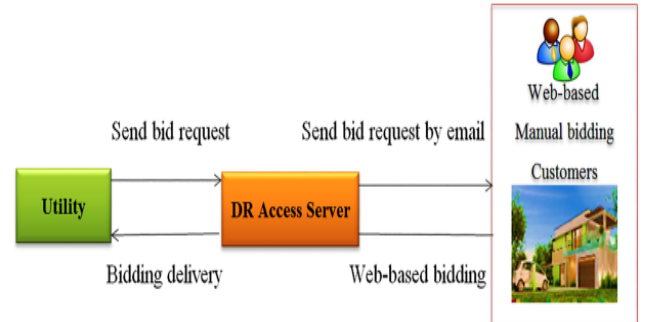 Send bid request
Send bid request by email
Utility
DR Access Server
Bidding delivery
Web-based bidding
Web-based
Manual bidding
Customers